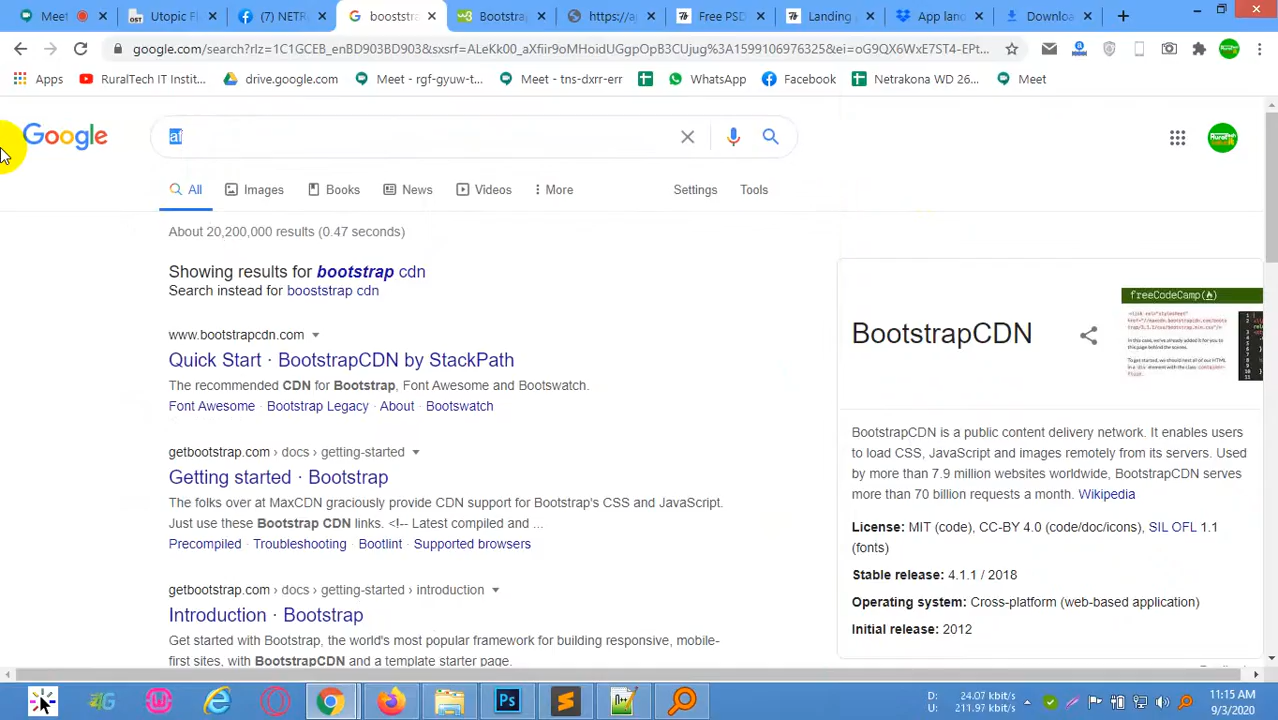 Meet
(7) NETR
bootstra
Bootstra
https://a
Free PSD
Landing
App lan
Downloa
google.com/search?rlz=1C1GCEB_enBD903BD903&sxsrf=ALeKk00_aXfiir9oMHoidUGgpOpB3CUjug%3A1599106976325&ei=oG9QX6WxE7ST4-EPt...
Apps
RuralTech IT Instit...
drive.google.com
Meet - rgf-gyuw-t...
Meet - tns-dxrr-err
WhatsApp
Facebook
Netrakona WD 26...
Meet
Google
All
Images
Books
News
Videos
More
Settings
Tools
About 20,200,000 results (0.47 seconds)
Showing results for bootstrap cdn
Search instead for booststrap cdn
www.bootstrapcdn.com
Quick Start · BootstrapCDN by StackPath
The recommended CDN for Bootstrap, Font Awesome and Bootswatch.
Font Awesome · Bootstrap Legacy · About · Bootswatch
getbootstrap.com › docs › getting-started
Getting started · Bootstrap
The folks over at MaxCDN graciously provide CDN support for Bootstrap's CSS and JavaScript.
Just use these Bootstrap CDN links. <!-- Latest compiled and ...
Precompiled · Troubleshooting · Bootlint · Supported browsers
getbootstrap.com › docs › getting-started › introduction
Introduction · Bootstrap
Get started with Bootstrap, the world's most popular framework for building responsive, mobile-
first sites, with BootstrapCDN and a template starter page.
freeCodeCamp
BootstrapCDN
BootstrapCDN is a public content delivery network. It enables users
to load CSS, JavaScript and images remotely from its servers. Used
by more than 7.9 million websites worldwide, BootstrapCDN serves
more than 70 billion requests a month. Wikipedia
License: MIT (code), CC-BY 4.0 (code/doc/icons), SIL OFL 1.1
(fonts)
Stable release: 4.1.1 / 2018
Operating system: Cross-platform (web-based application)
Initial release: 2012
Ps
D: 24.07 kbit/s
U: 211.97 kbit/s
11:15 AM
9/3/2020